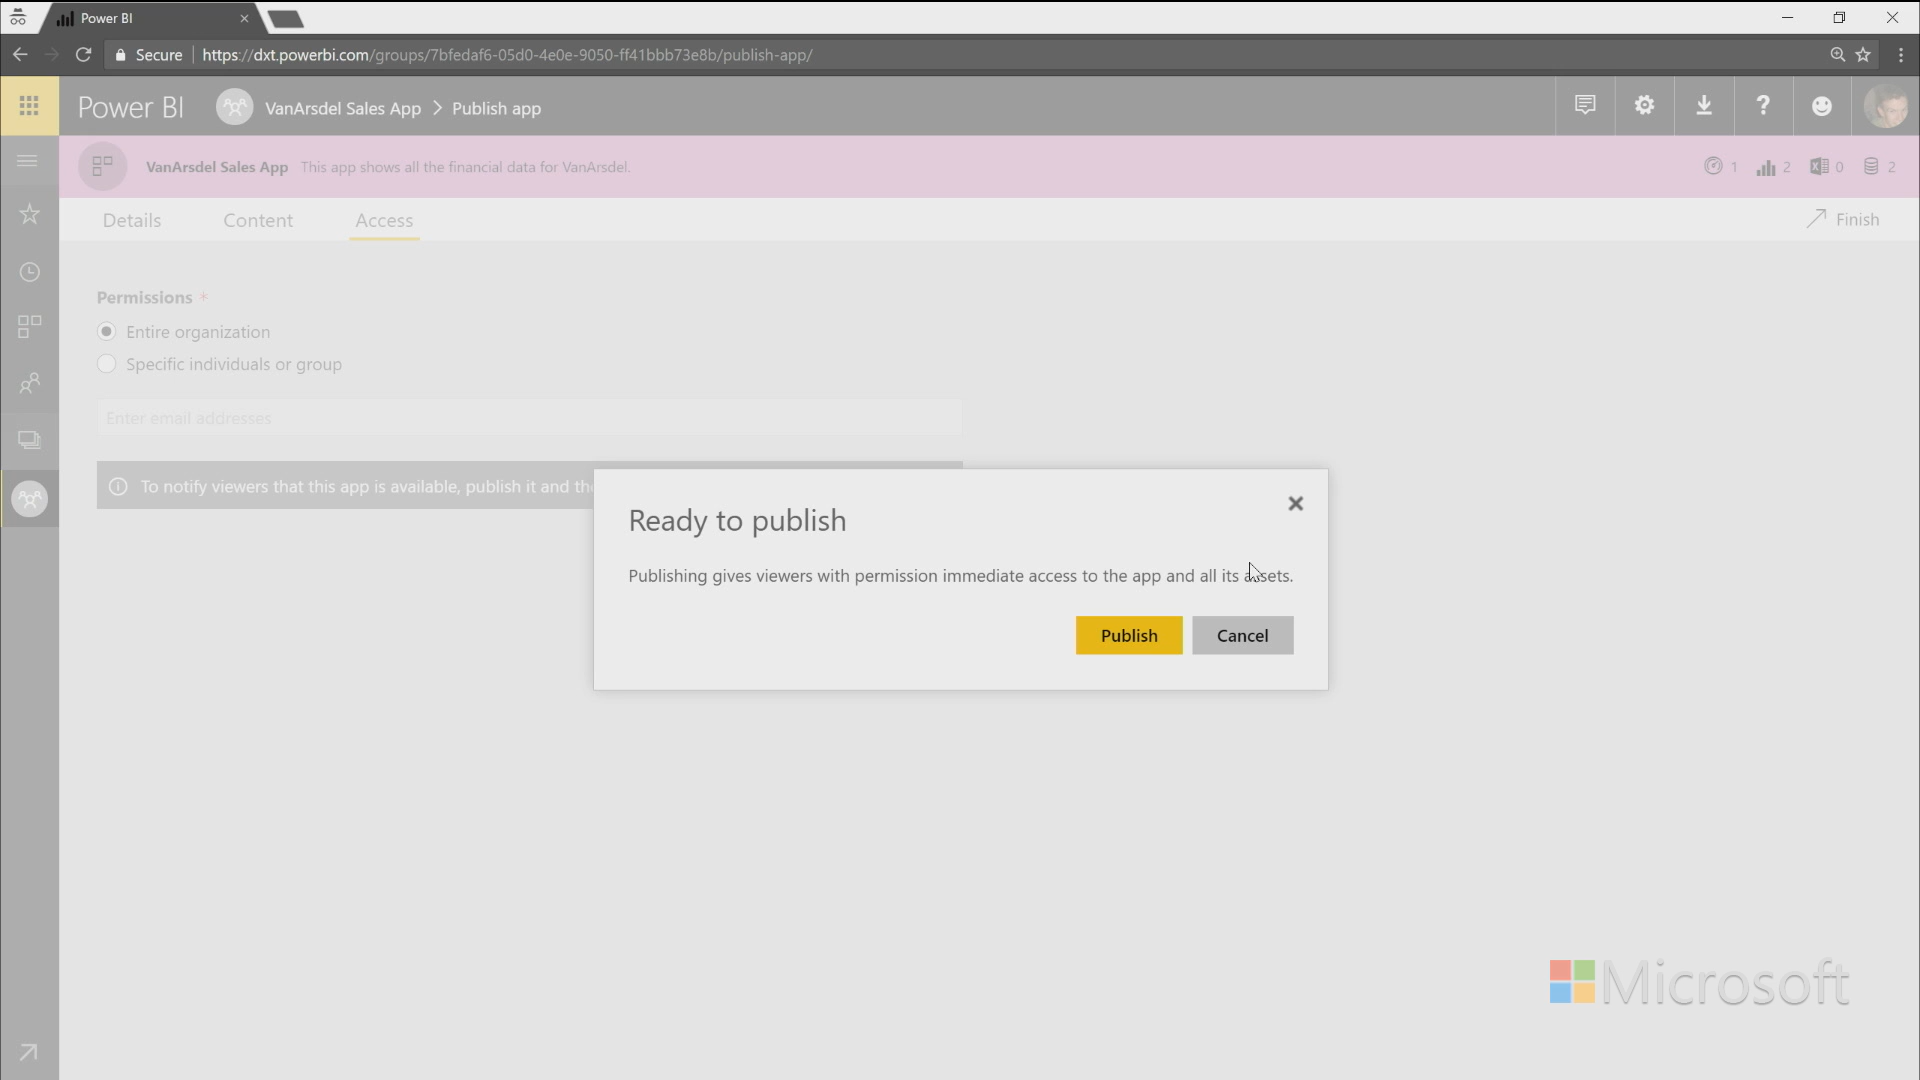 Power BI
Secure
https://dxt.powerbi.com/groups/7bfedaf6-05d0-4e0e-9050-ff41bbb73e8b/publish-app/
Power BI
VanArsdel Sales App > Publish app
VanArsdel Sales App This app shows all the financial data for VanArsdel.
1 2 0 2
Details Content Access
Finish
Permissions *
Entire organization
Specific individuals or group
Enter email addresses
To notify viewers that this app is available, publish it and
Ready to publish
Publishing gives viewers with permission immediate access to the app and all its assets.
Publish Cancel
Microsoft